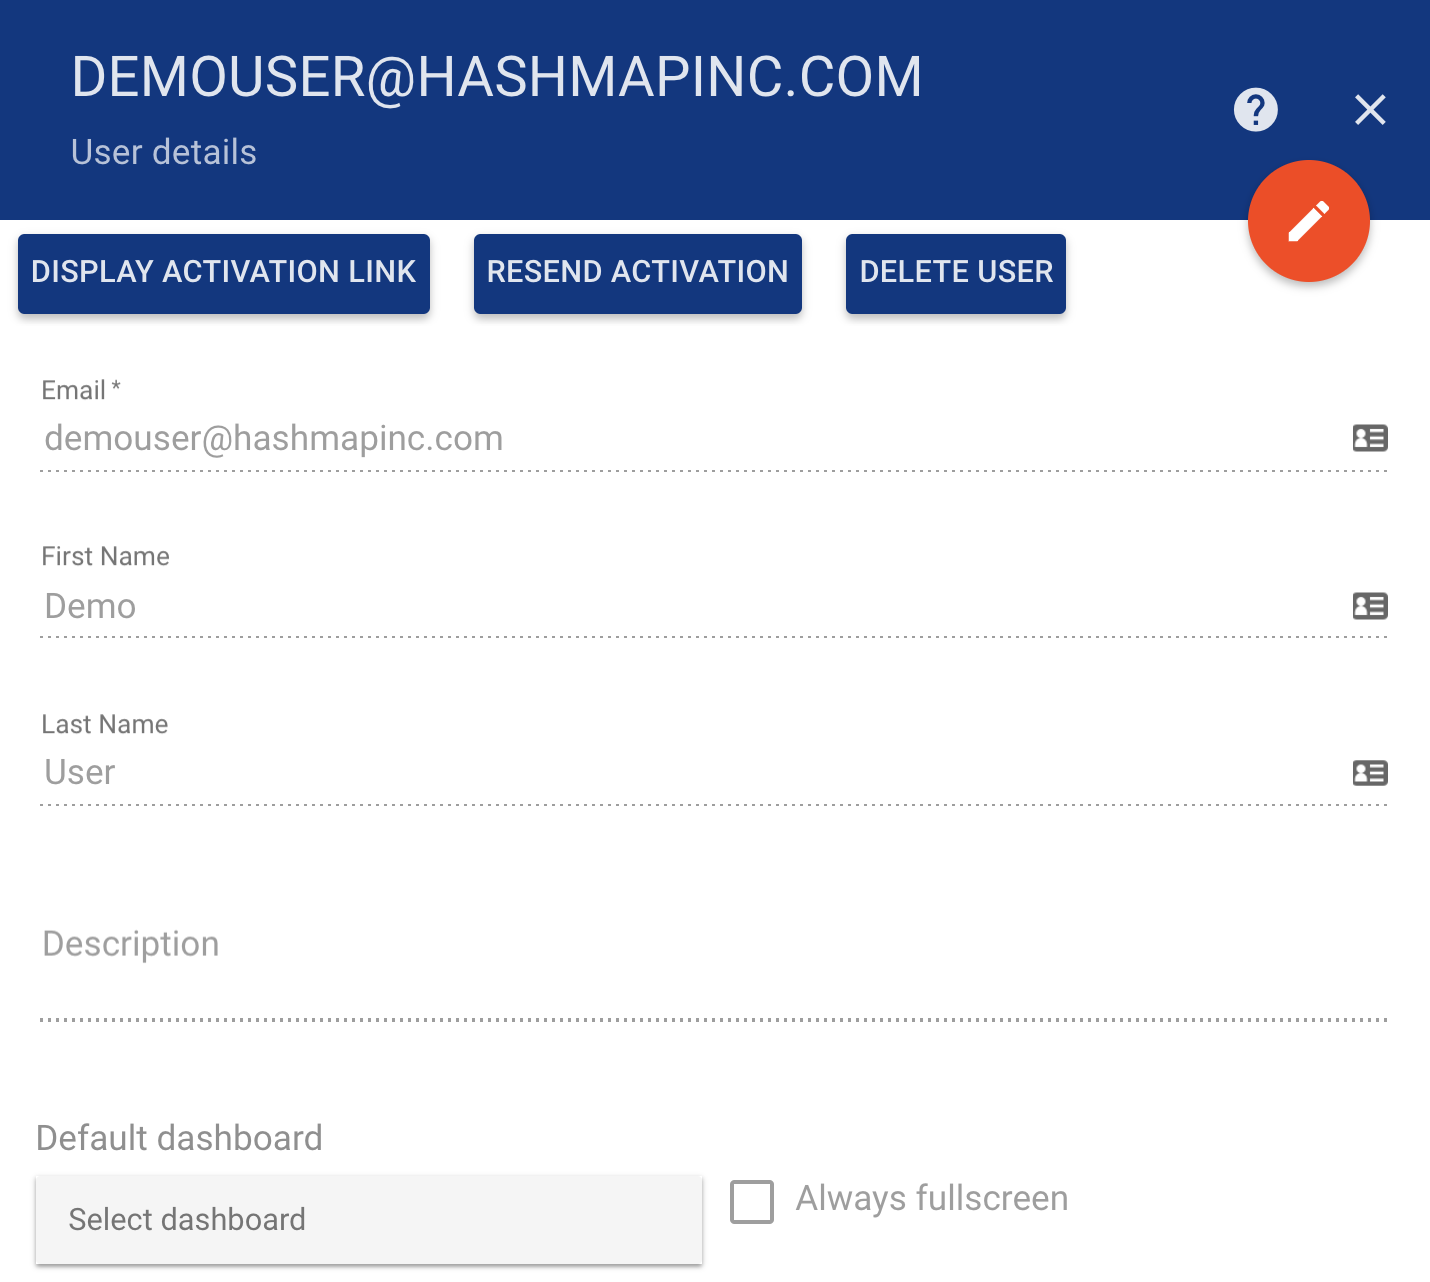 DEMOUSER@HASHMAPINC.COM
User details
DISPLAY ACTIVATION LINK
RESEND ACTIVATION
DELETE USER
Email *
demouser@hashmapinc.com
First Name
Demo
Last Name
User
Description
Default dashboard
Select dashboard
Always fullscreen